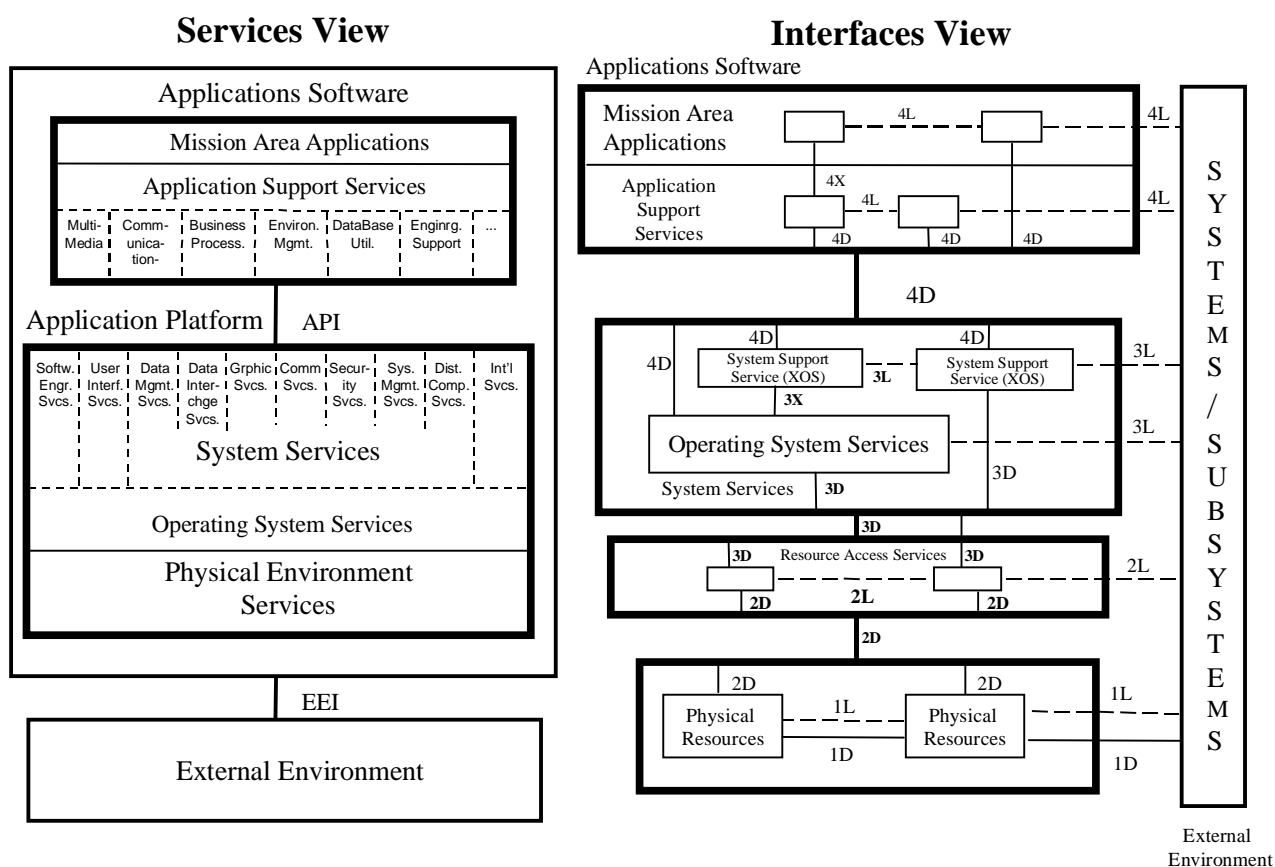 Services View
Applications Software
Mission Area Applications
Application Support Services
Multi-
Media
Comm-
unica-
tion-
Business
Process.
Environ.
Mgmt.
DataBase
Util.
Enginrg.
Support
...
Application Platform
API
Softw.
Engr.
Svcs.
User
Interf.
Svcs.
Data
Mgmt.
Svcs.
Data
Inter-
chge
Svcs.
Grphic
Svcs.
Comm
Svcs.
Secur-
ity
Svcs.
Sys.
Mgmt.
Svcs.
Dist.
Comp.
Svcs.
Int'l
Svcs.
System Services
Operating System Services
Physical Environment
Services
EEI
External Environment
Interfaces View
Applications Software
Mission Area
Applications
4L
4L
4X
Application
Support
Services
4L
4L
4D
4D
4D
4D
4D
4D
4D
System Support
Service (XOS)
3L
System Support
Service (XOS)
3L
3X
Operating System Services
3L
System Services
3D
3D
3D
Resource Access Services
3D
3D
2L
2L
2D
2D
2D
2D
2D
Physical
Resources
1L
1D
Physical
Resources
1L
1D
SYSTEMS / SUBSYSTEMS
External
Environment